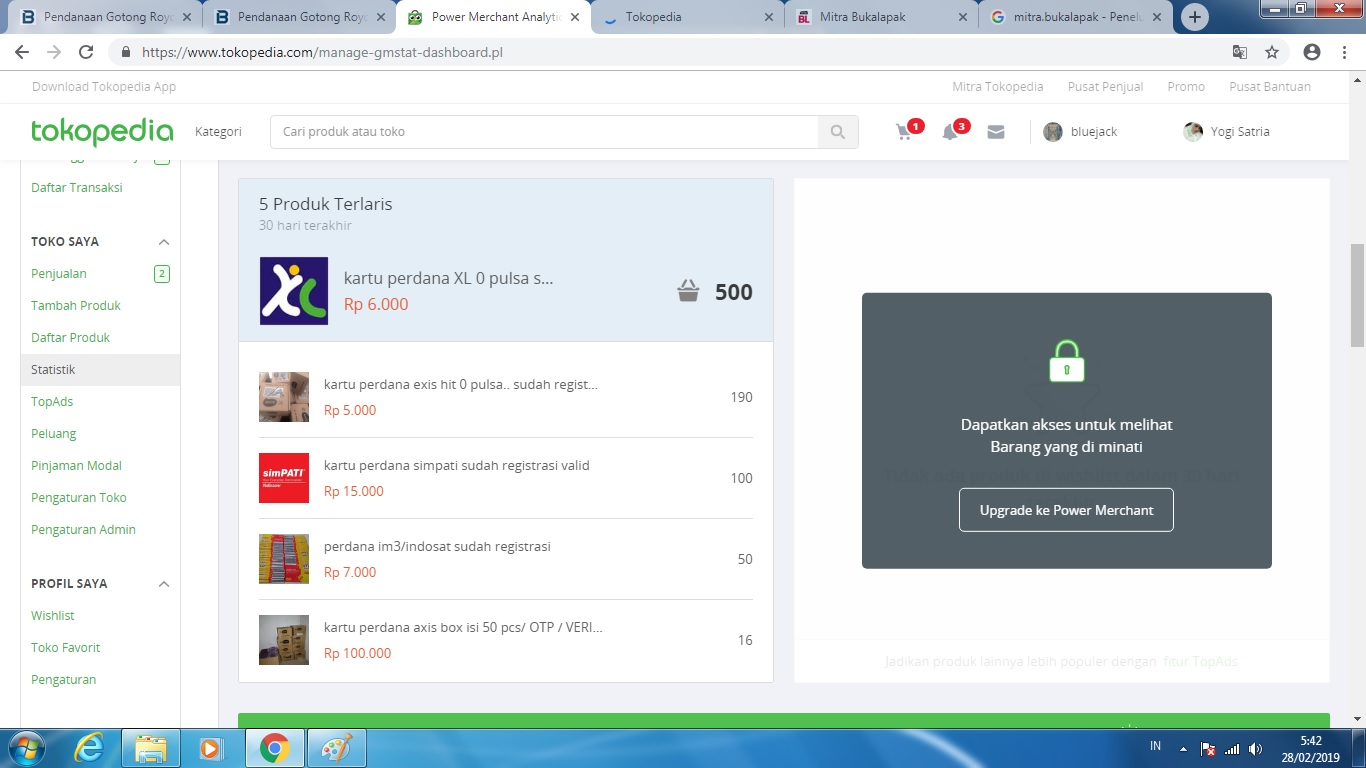 Pendanaan Gotong Royo
Pendanaan Gotong Royo
Power Merchant Analytic
Tokopedia
Mitra Bukalapak
mitra.bukalapak - Penelu
https://www.tokopedia.com/manage-gmstat-dashboard.pl
Download Tokopedia App
Mitra Tokopedia
Pusat Penjual
Promo
Pusat Bantuan
tokopedia
Kategori
Cari produk atau toko
1
3
bluejack
Yogi Satria
Daftar Transaksi
TOKO SAYA
Penjualan
2
Tambah Produk
Daftar Produk
Statistik
TopAds
Peluang
Pinjaman Modal
Pengaturan Toko
Pengaturan Admin
PROFIL SAYA
Wishlist
Toko Favorit
Pengaturan
5 Produk Terlaris
30 hari terakhir
kartu perdana XL 0 pulsa s...
Rp 6.000
500
kartu perdana exis hit 0 pulsa.. sudah regist...
Rp 5.000
190
simPATI
kartu perdana simpati sudah registrasi valid
Rp 15.000
100
perdana im3/indosat sudah registrasi
Rp 7.000
50
kartu perdana axis box isi 50 pcs/ OTP / VERI...
Rp 100.000
16
Dapatkan akses untuk melihat
Barang yang di minati
Upgrade ke Power Merchant
Jadikan produk lainnya lebih populer dengan fitur TopAds
IN
5:42
28/02/2019